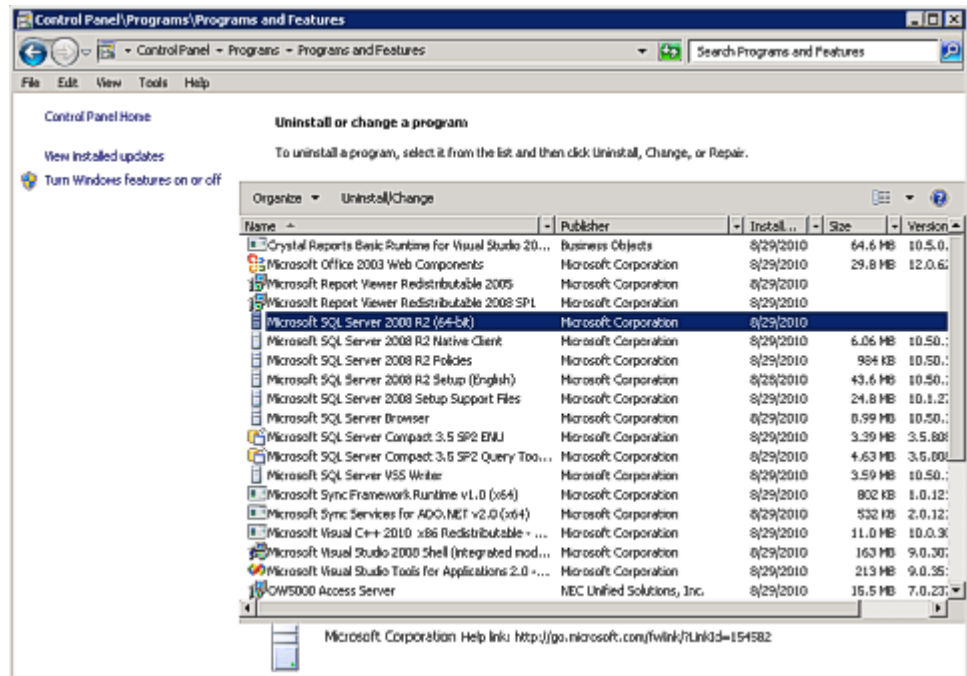 Control Panel\Programs\Programs and Features
Control Panel Programs Programs and Features Search Programs and Features
File Edit View Tools Help
Control Panel Home
View installed updates
Turn Windows features on or off
Uninstall or change a program
To uninstall a program, select it from the list and then click Uninstall, Change, or Repair.
Organize Uninstall/Change
Name Publisher Install... Size Version
Crystal Reports Basic Runtime for Visual Studio 20... Business Objects 8/29/2010 64.6 MB 10.5.0.
Microsoft Office 2003 Web Components Microsoft Corporation 8/29/2010 29.8 MB 12.0.62
Microsoft Report Viewer Redistributable 2005 Microsoft Corporation 8/29/2010
Microsoft Report Viewer Redistributable 2008 SP1 Microsoft Corporation 8/29/2010
Microsoft SQL Server 2008 R2 (64-bit) Microsoft Corporation 8/29/2010
Microsoft SQL Server 2008 R2 Native Client Microsoft Corporation 8/29/2010 6.06 MB 10.50.
Microsoft SQL Server 2008 R2 Policies Microsoft Corporation 8/29/2010 984 KB 10.50.
Microsoft SQL Server 2008 R2 Setup (English) Microsoft Corporation 8/28/2010 43.6 MB 10.50.
Microsoft SQL Server 2008 Setup Support Files Microsoft Corporation 8/29/2010 24.8 MB 10.1.27
Microsoft SQL Server Browser Microsoft Corporation 8/29/2010 8.99 MB 10.50.
Microsoft SQL Server Compact 3.5 SP2 ENU Microsoft Corporation 8/29/2010 3.39 MB 3.5.808
Microsoft SQL Server Compact 3.5 SP2 Query Too... Microsoft Corporation 8/29/2010 4.63 MB 3.5.808
Microsoft SQL Server VSS Writer Microsoft Corporation 8/29/2010 3.59 MB 10.50.
Microsoft Sync Framework Runtime v1.0 (x64) Microsoft Corporation 8/29/2010 802 KB 1.0.12
Microsoft Sync Services for ADO.NET v2.0 (x64) Microsoft Corporation 8/29/2010 532 KB 2.0.12
Microsoft Visual C++ 2010 x86 Redistributable - ... Microsoft Corporation 8/29/2010 11.0 MB 10.0.30
Microsoft Visual Studio 2008 Shell (integrated mod... Microsoft Corporation 8/29/2010 163 MB 9.0.307
Microsoft Visual Studio Tools for Applications 2.0 -... Microsoft Corporation 8/29/2010 213 MB 9.0.35
OW5000 Access Server NEC Unified Solutions, Inc. 8/29/2010 15.5 MB 7.0.23
Microsoft Corporation Help link: http://go.microsoft.com/fwlink/?LinkId=154582